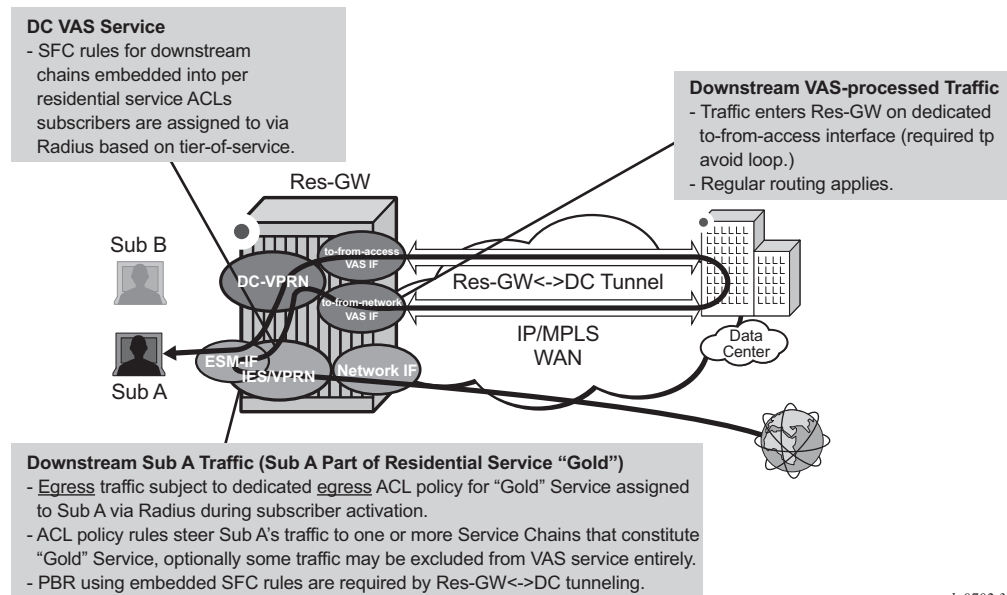 DC VAS Service
- SFC rules for downstream
chains embedded into per
residential service ACLs
subscribers are assigned to via
Radius based on tier-of-service.
Downstream VAS-processed Traffic
- Traffic enters Res-GW on dedicated
to-from-access interface (required tp
avoid loop.)
- Regular routing applies.
Res-GW
Sub B
to-from-access
VAS IF
DC-VPRN
Res-GW<->DC Tunnel
to-from-network
VAS IF
IP/MPLS
WAN
Data
Center
ESM-IF
IES/VPRN
Network IF
Sub A
Downstream Sub A Traffic (Sub A Part of Residential Service “Gold”)
- Egress traffic subject to dedicated egress ACL policy for “Gold” Service assigned
to Sub A via Radius during subscriber activation.
- ACL policy rules steer Sub A’s traffic to one or more Service Chains that constitute
“Gold” Service, optionally some traffic may be excluded from VAS service entirely.
- PBR using embedded SFC rules are required by Res-GW<->DC tunneling.